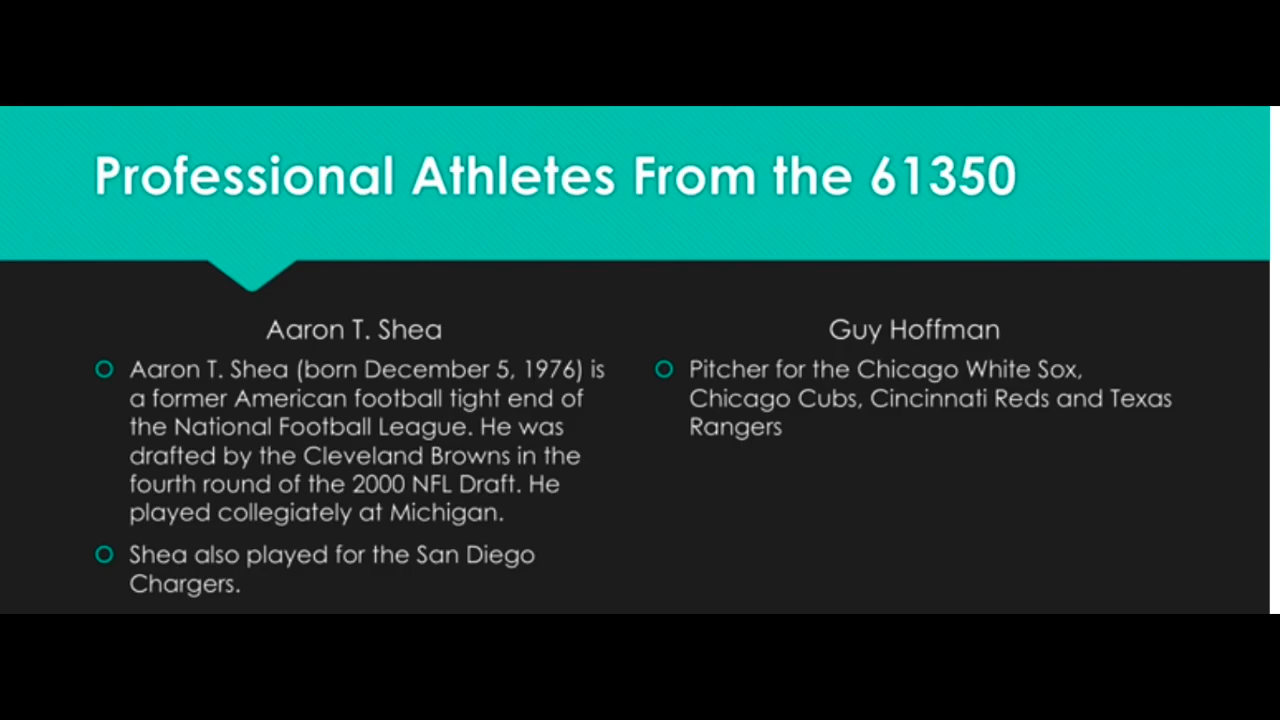 Professional Athletes From the 61350
Aaron T. Shea
Aaron T. Shea (born December 5, 1976) is
a former American football tight end of
the National Football League. He was
drafted by the Cleveland Browns in the
fourth round of the 2000 NFL Draft. He
played collegiately at Michigan.
Shea also played for the San Diego
Chargers.
Guy Hoffman
Pitcher for the Chicago White Sox,
Chicago Cubs, Cincinnati Reds and Texas
Rangers